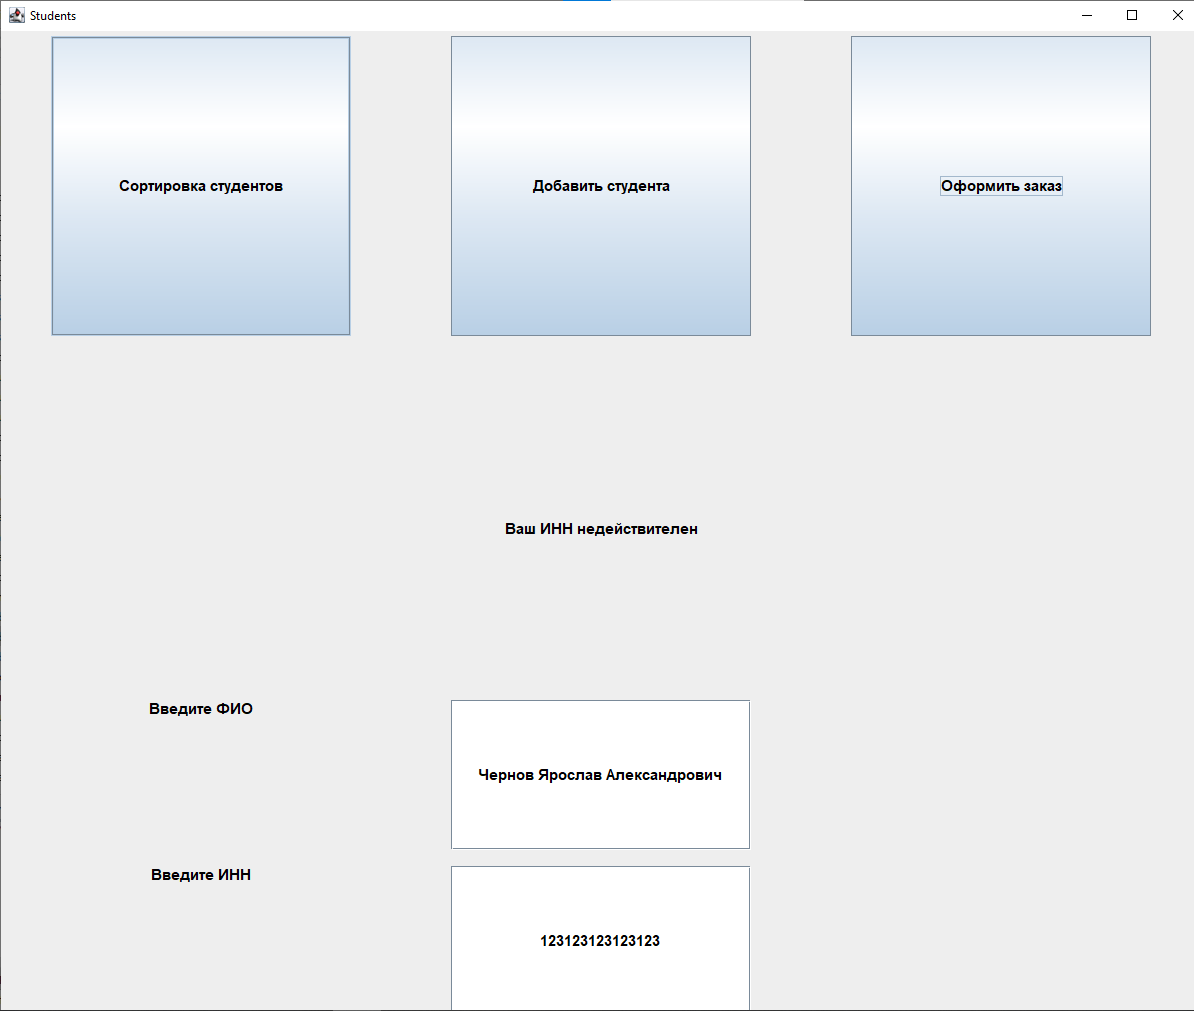 Students
Сортировка студентов
Добавить студента
Оформить заказ
Ваш ИНН недействителен
Введите ФИО
Чернов Ярослав Александрович
Введите ИНН
123123123123123